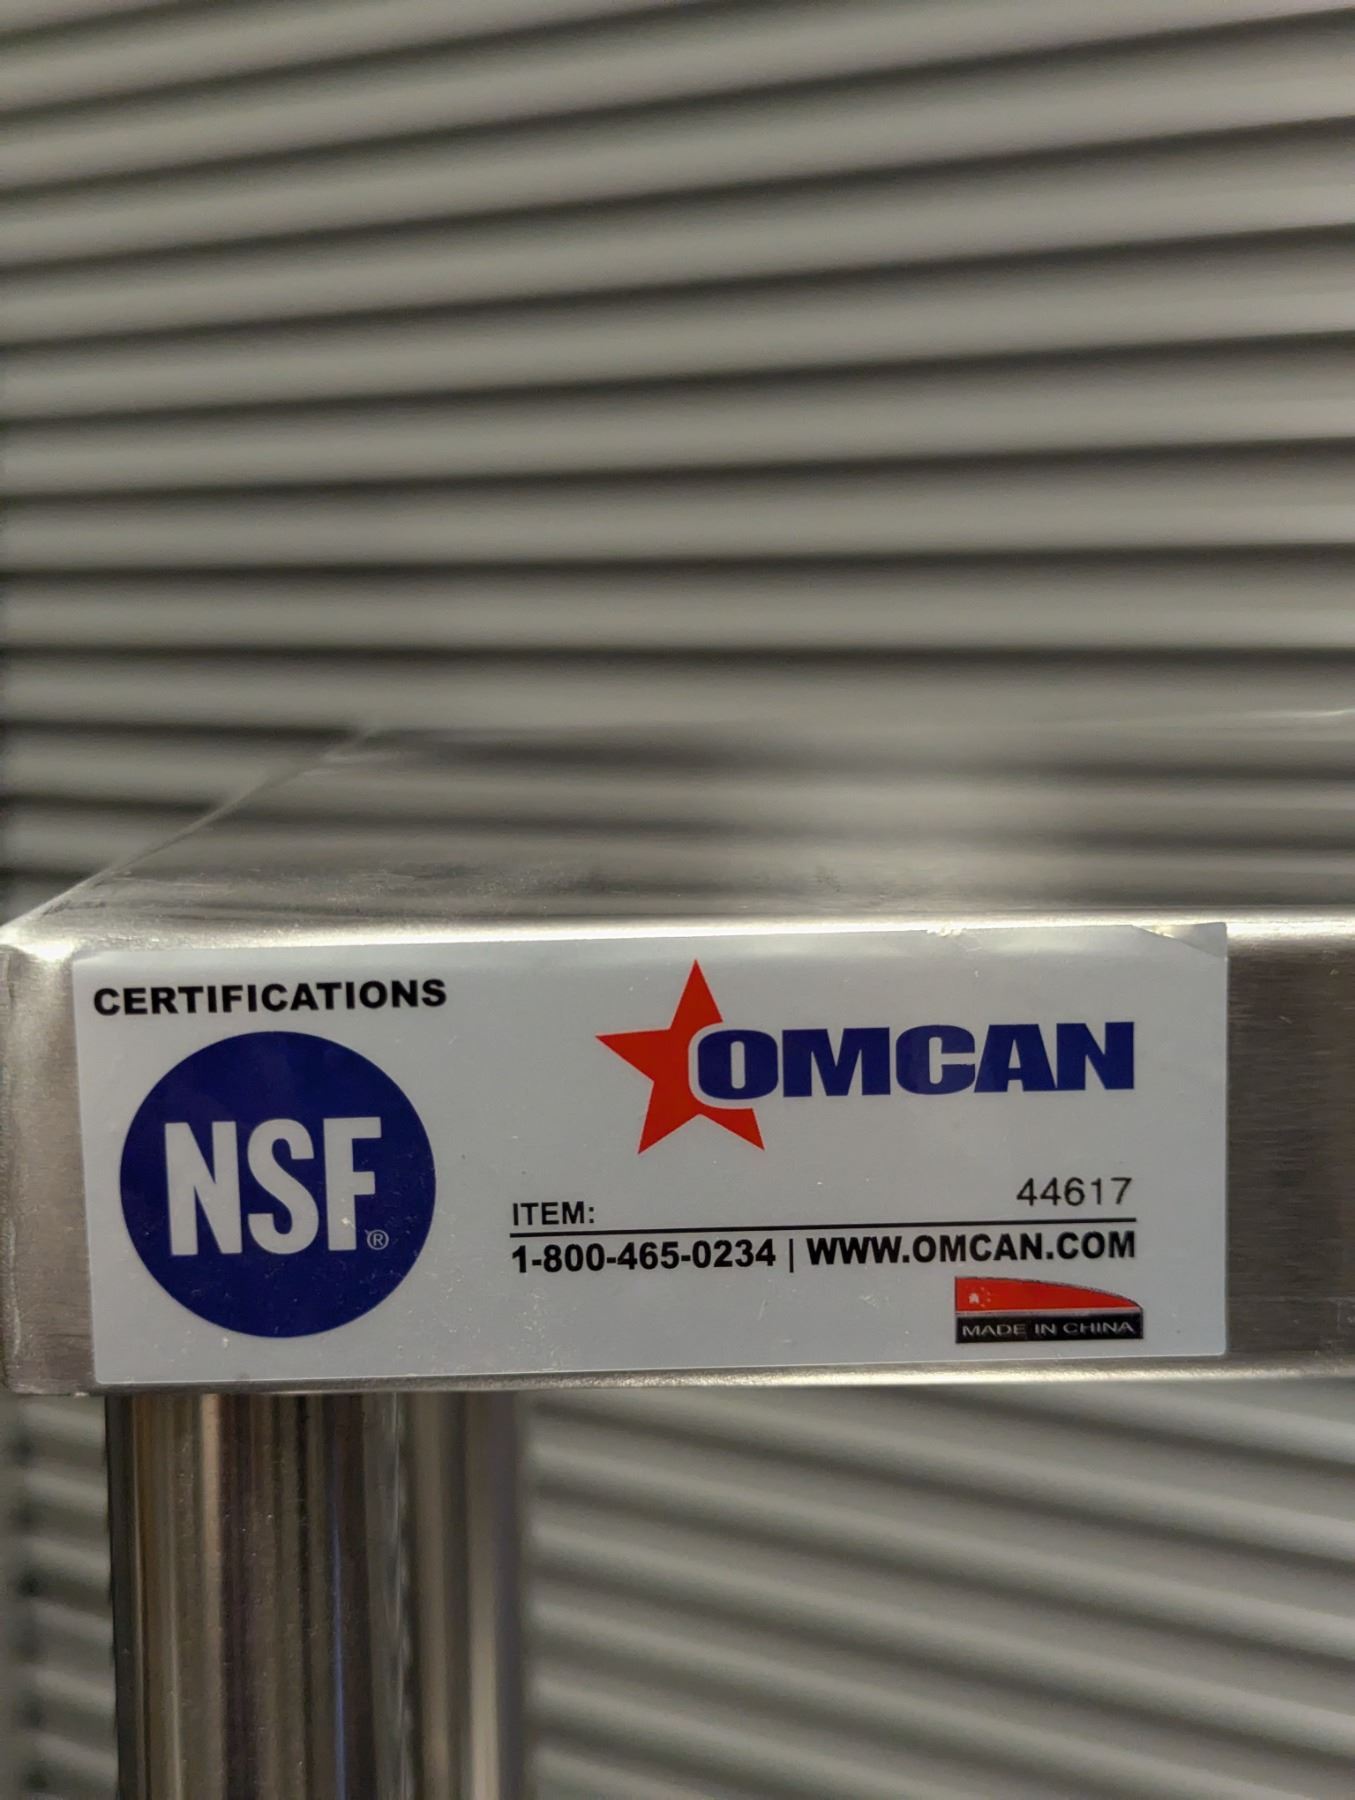 CERTIFICATIONS
NSF®
OMCAN
ITEM: 44617
1-800-465-0234 | WWW.OMCAN.COM
MADE IN CHINA